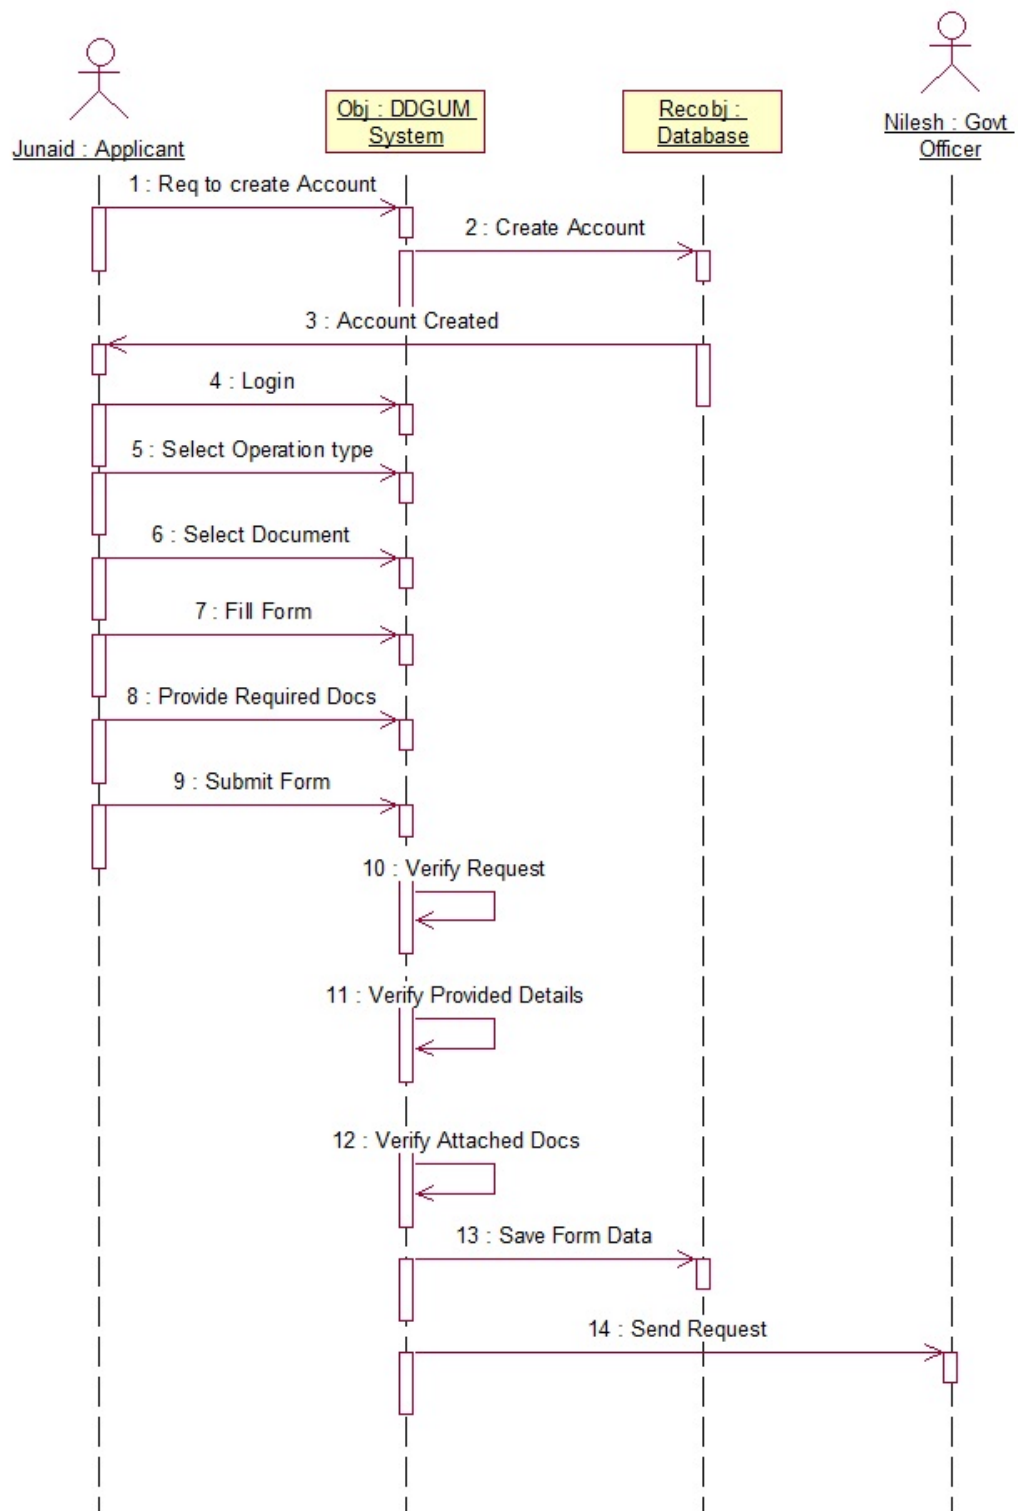 Junaid : Applicant
Obj : DDGUM
System
Recobj :
Database
Nilesh : Govt
Officer
1 : Req to create Account
2 : Create Account
3 : Account Created
4 : Login
5 : Select Operation type
6 : Select Document
7 : Fill Form
8 : Provide Required Docs
9 : Submit Form
10 : Verify Request
11 : Verify Provided Details
12 : Verify Attached Docs
13 : Save Form Data
14 : Send Request